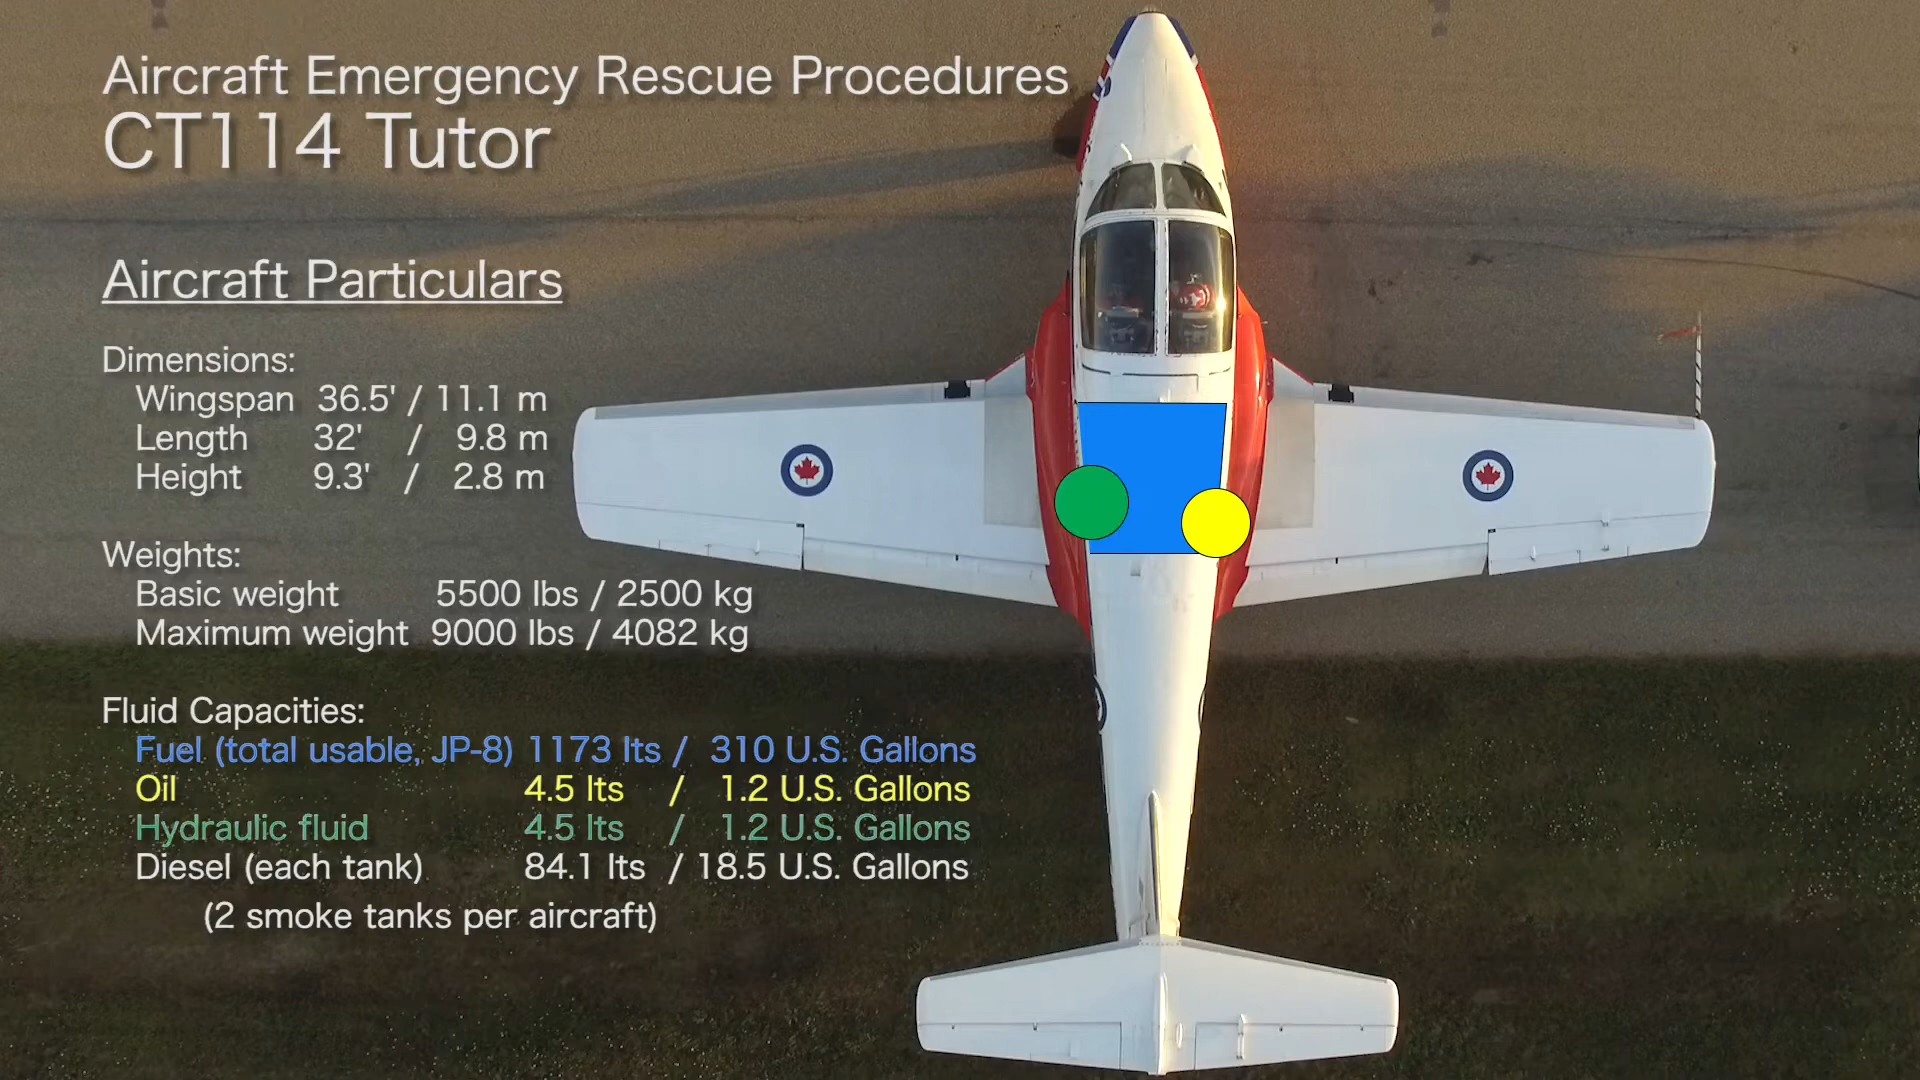 Aircraft Emergency Rescue Procedures
CT114 Tutor
Aircraft Particulars
Dimensions:
Wingspan 36.5' / 11.1 m
Length 32' / 9.8 m
Height 9.3' / 2.8 m
Weights:
Basic weight 5500 lbs / 2500 kg
Maximum weight 9000 lbs / 4082 kg
Fluid Capacities:
Fuel (total usable, JP-8) 1173 lts / 310 U.S. Gallons
Oil 4.5 lts / 1.2 U.S. Gallons
Hydraulic fluid 4.5 lts / 1.2 U.S. Gallons
Diesel (each tank) 84.1 lts / 18.5 U.S. Gallons
(2 smoke tanks per aircraft)